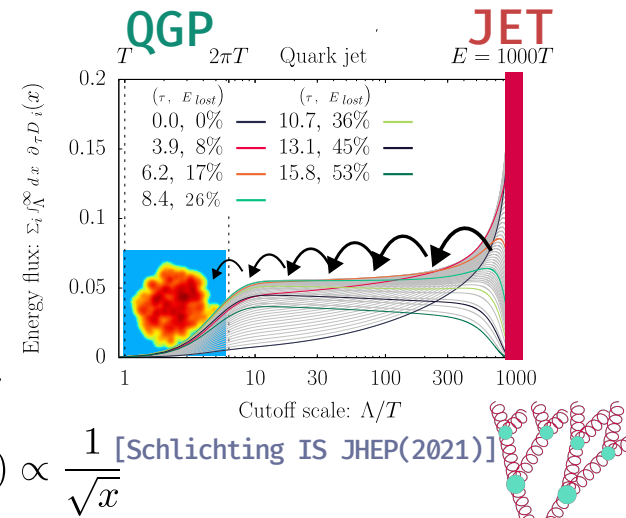 QGP JET
T 2πT Quark jet E = 1000T
0.2
(τ, E_lost) (τ, E_lost)
0.0, 0% 10.7, 36%
3.9, 8% 13.1, 45%
0.15
6.2, 17% 15.8, 53%
8.4, 26%
0.1
0.05
0
Energy flux: Σ_i ∫_Λ^∞ dx ∂_τ D_i(x)
1 10 30 100 300 1000
Cutoff scale: Λ/T
) ∝ 1/√x
[Schlichting IS JHEP(2021)]